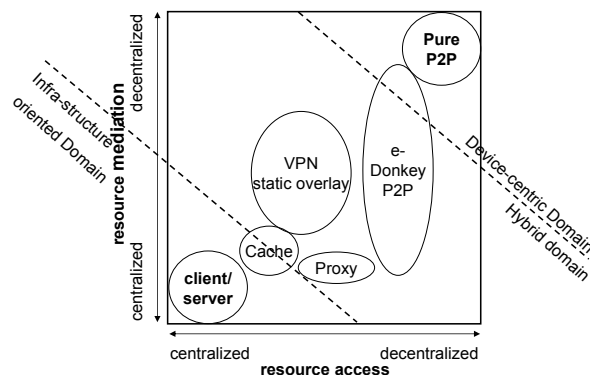 Pure
P2P
decentralized
Infra-structure
oriented Domain
resource mediation
VPN
static overlay
e-
Donkey
P2P
Device-centric Domain
Hybrid domain
Cache
Proxy
client/
server
centralized
centralized
decentralized
resource access